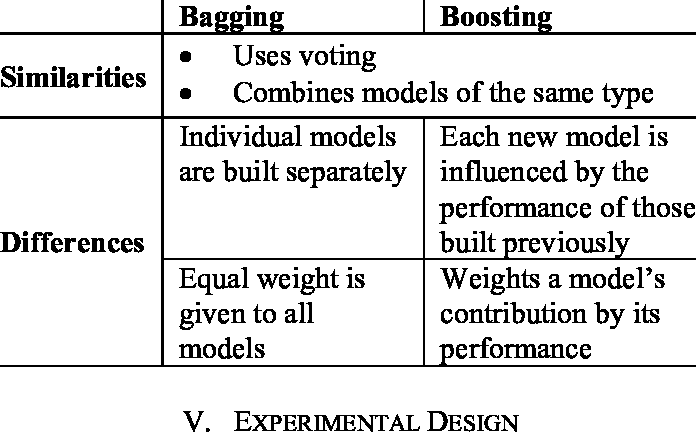 Bagging Boosting
Similarities
• Uses voting
• Combines models of the same type
Differences
Individual models
are built separately
Each new model is
influenced by the
performance of those
built previously
Equal weight is
given to all
models
Weights a model's
contribution by its
performance
V. EXPERIMENTAL DESIGN